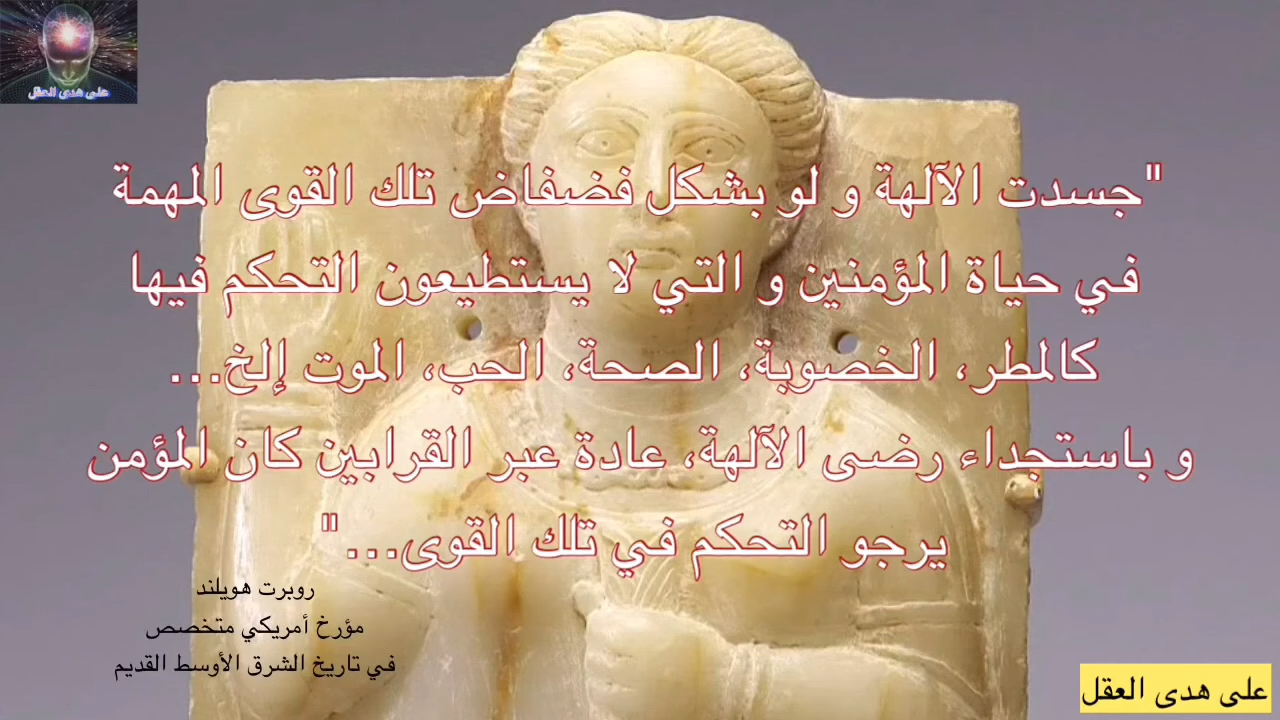 على هدى العقل
"جسدت الآلهة و لو بشكل فضفاض تلك القوى المهمة
في حياة المؤمنين و التي لا يستطيعون التحكم فيها
كالمطر، الخصوبة، الصحة، الحب، الموت إلخ...
و باستجداء رضى الآلهة، عادة عبر القرابين كان المؤمن
يرجو التحكم في تلك القوى..."
روبرت هويلند
مؤرخ أمريكي متخصص
في تاريخ الشرق الأوسط القديم
على هدى العقل